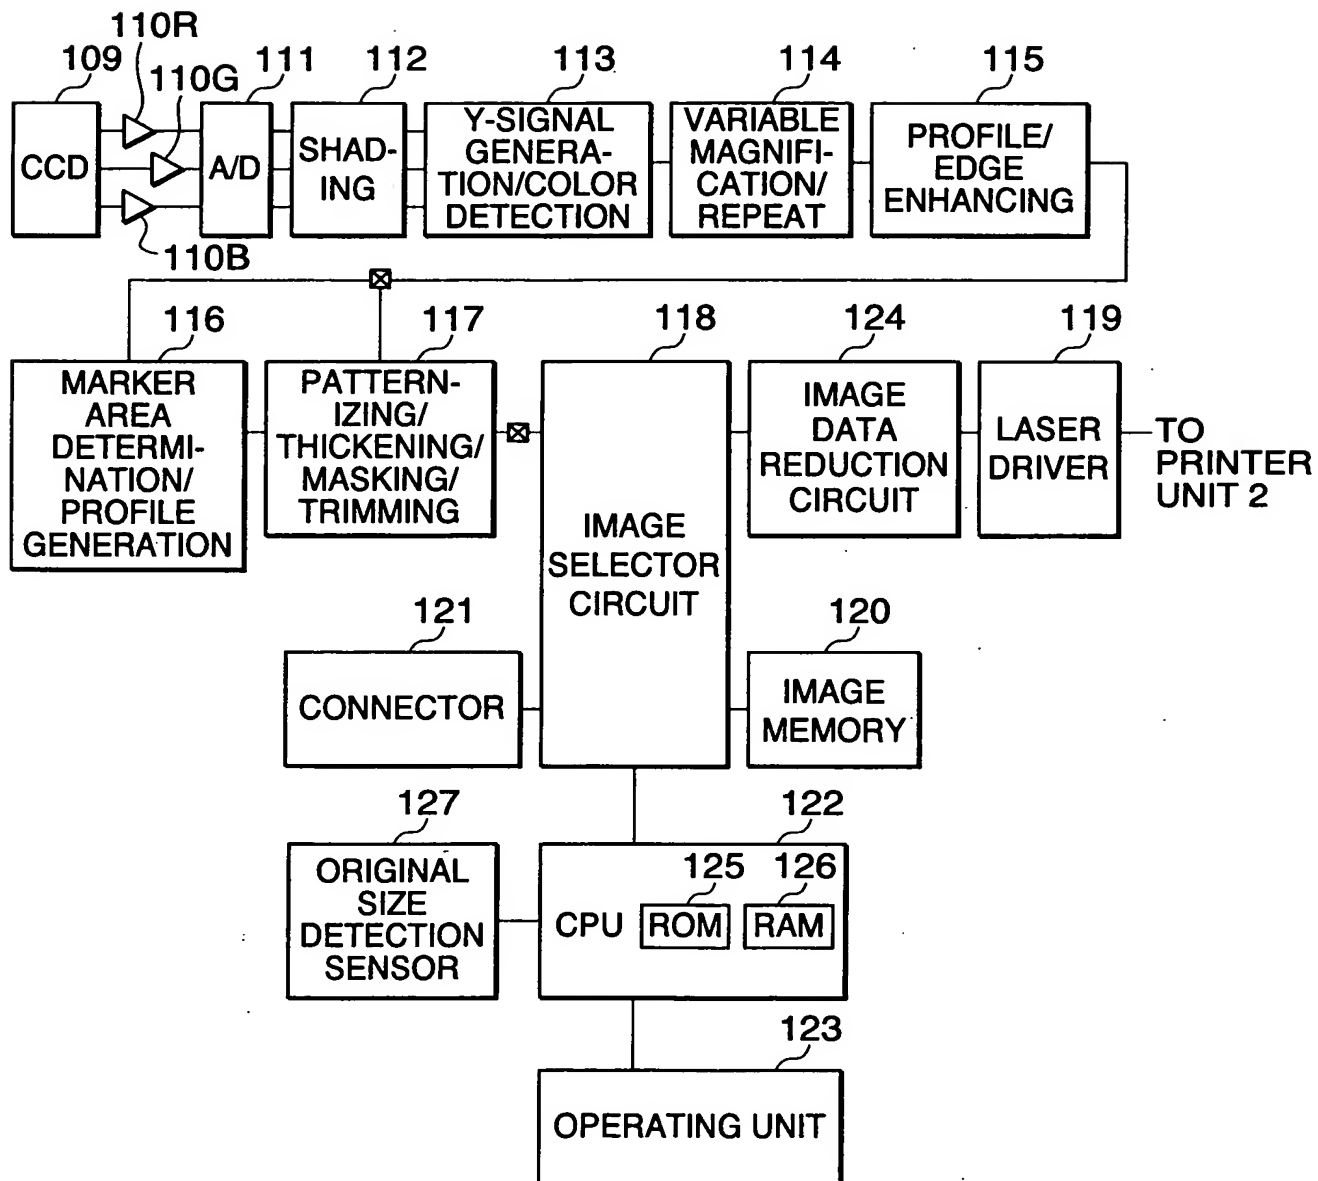 110R
109
110G
111
112
113
114
115
CCD
A/D
SHAD-
ING
Y-SIGNAL
GENERA-
TION/COLOR
DETECTION
VARIABLE
MAGNIFI-
CATION/
REPEAT
PROFILE/
EDGE
ENHANCING
110B
116
117
118
124
119
MARKER
AREA
DETERMI-
NATION/
PROFILE
GENERATION
PATTERN-
IZING/
THICKENING/
MASKING/
TRIMMING
IMAGE
SELECTOR
CIRCUIT
IMAGE
DATA
REDUCTION
CIRCUIT
LASER
DRIVER
TO
PRINTER
UNIT 2
121
CONNECTOR
120
IMAGE
MEMORY
127
ORIGINAL
SIZE
DETECTION
SENSOR
122
125
126
CPU
ROM
RAM
123
OPERATING UNIT